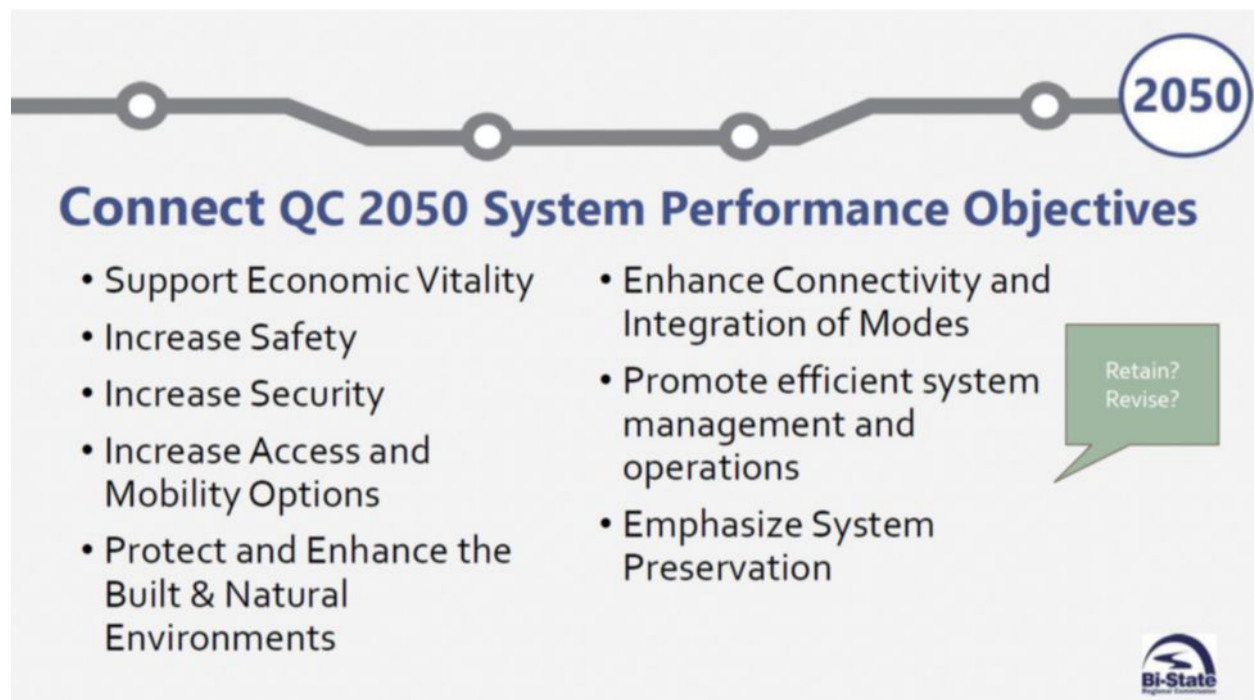 2050
Connect QC 2050 System Performance Objectives
• Support Economic Vitality
• Increase Safety
• Increase Security
• Increase Access and
Mobility Options
• Protect and Enhance the
Built & Natural
Environments
• Enhance Connectivity and
Integration of Modes
• Promote efficient system
management and
operations
• Emphasize System
Preservation
Retain?
Revise?
Bi-State
Regional Commission